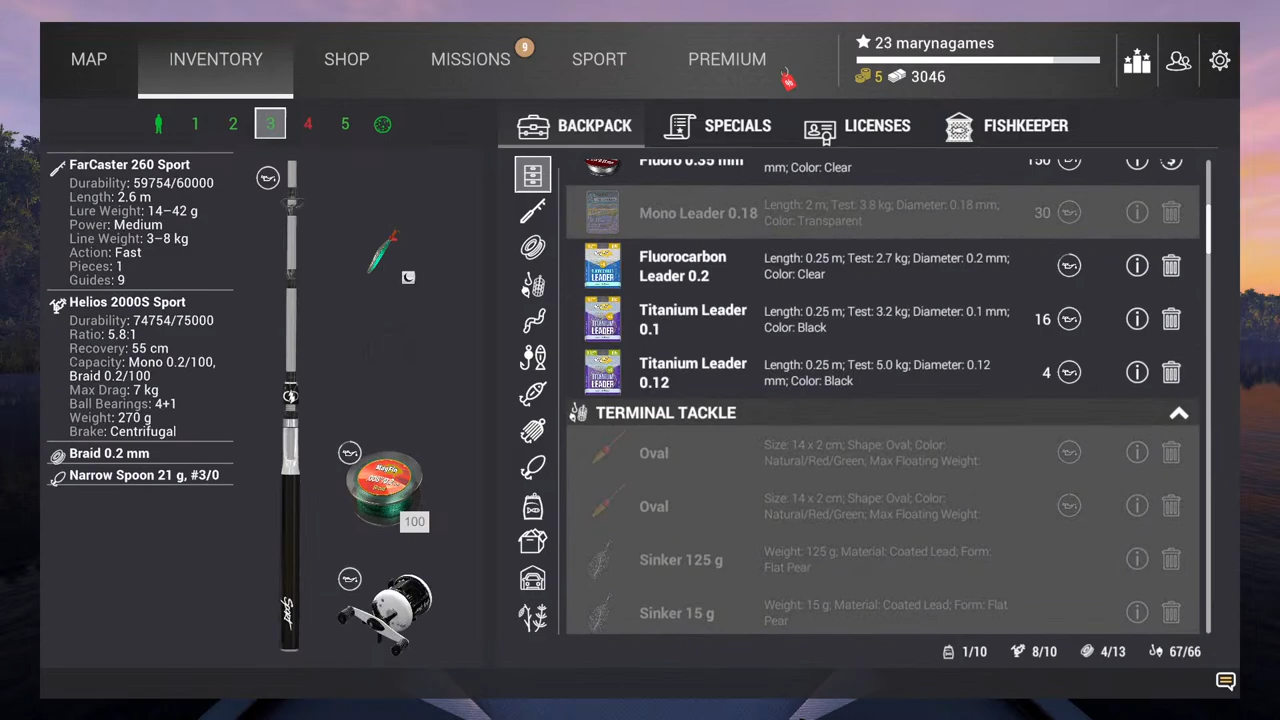 MAP
INVENTORY
SHOP
MISSIONS
9
SPORT
PREMIUM
23 marynagames
5 3046
1 2 3 4 5
BACKPACK
SPECIALS
LICENSES
FISHKEEPER
FarCaster 260 Sport
Durability: 59754/60000
Length: 2.6 m
Lure Weight: 14–42 g
Power: Medium
Line Weight: 3–8 kg
Action: Fast
Pieces: 1
Guides: 9
Helios 2000S Sport
Durability: 74754/75000
Ratio: 5.8:1
Recovery: 55 cm
Capacity: Mono 0.2/100,
Braid 0.2/100
Max Drag: 7 kg
Ball Bearings: 4+1
Weight: 270 g
Brake: Centrifugal
Braid 0.2 mm
Narrow Spoon 21 g, #3/0
100
Sport
Fluoro 0.35 mm
mm; Color: Clear
150
Mono Leader 0.18
Length: 2 m; Test: 3.8 kg; Diameter: 0.18 mm;
Color: Transparent
30
Fluorocarbon
Leader 0.2
Length: 0.25 m; Test: 2.7 kg; Diameter: 0.2 mm;
Color: Clear
Titanium Leader
0.1
Length: 0.25 m; Test: 3.2 kg; Diameter: 0.1 mm;
Color: Black
16
Titanium Leader
0.12
Length: 0.25 m; Test: 5.0 kg; Diameter: 0.12
mm; Color: Black
4
TERMINAL TACKLE
Oval
Size: 14 x 2 cm; Shape: Oval; Color:
Natural/Red/Green, Max Floating Weight:
Oval
Size: 14 x 2 cm; Shape: Oval; Color:
Natural/Red/Green, Max Floating Weight:
Sinker 125 g
Weight: 125 g; Material: Coated Lead; Form:
Flat Pear
Sinker 15 g
Weight: 15 g; Material: Coated Lead; Form: Flat
Pear
1/10
8/10
4/13
67/66